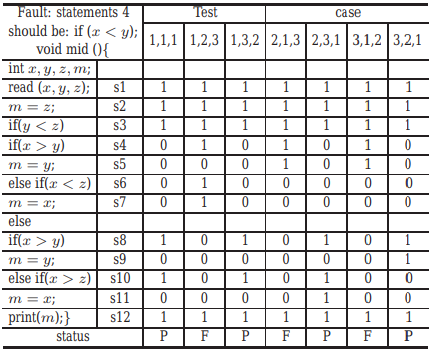 Fault: statements 4 Test case
should be: if (x < y); 1,1,1 1,2,3 1,3,2 2,1,3 2,3,1 3,1,2 3,2,1
void mid (){
int x, y, z, m;
read (x, y, z); s1 1 1 1 1 1 1 1
m = z; s2 1 1 1 1 1 1 1
if(y < z) s3 1 1 1 1 1 1 1
if(x > y) s4 0 1 0 1 0 1 0
m = y; s5 0 0 0 1 0 1 0
else if(x < z) s6 0 1 0 0 0 0 0
m = x; s7 0 1 0 0 0 0 0
else
if(x > y) s8 1 0 1 0 1 0 1
m = y; s9 0 0 0 0 0 0 1
else if(x > z) s10 1 0 1 0 1 0 0
m = x; s11 0 0 0 0 1 0 0
print(m);} s12 1 1 1 1 1 1 1
status P F P F P F P